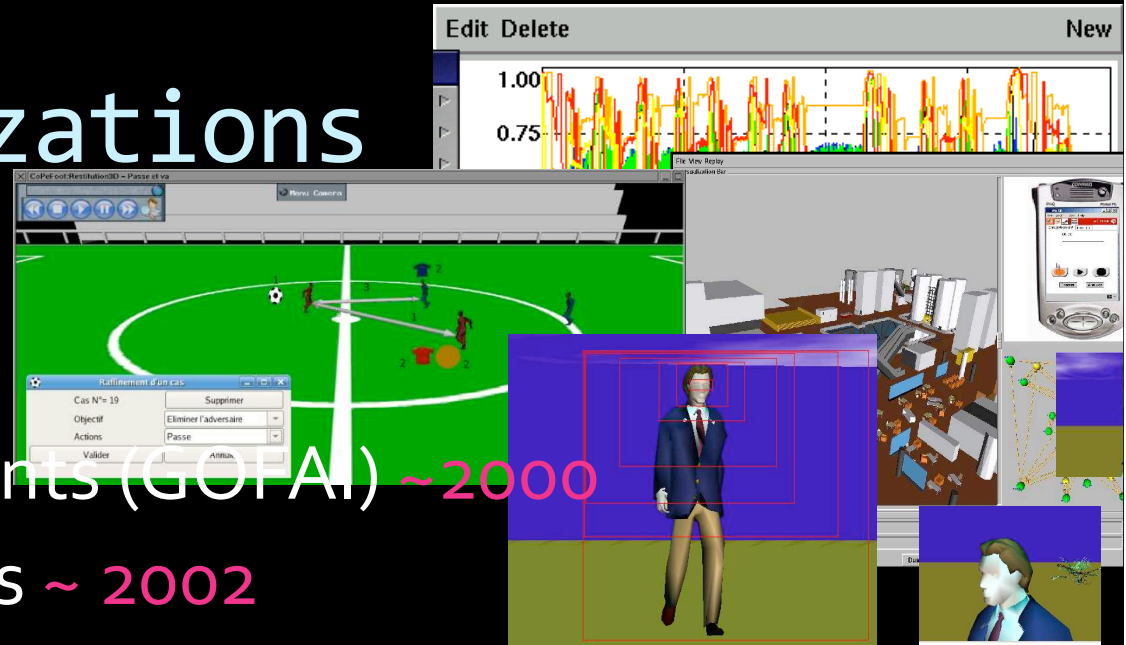 Edit Delete New
zations
1.00
0.75
File View Replay
CoPeFoot:Restitution3D - Passe et va
Menu Camera
2
1
3
1
2
2
Raffinement d'un cas
Cas N°= 19
Supprimer
Objectif
Eliminer l'adversaire
Actions
Passe
Valider
nts (GOFAI) ~2000
s ~ 2002